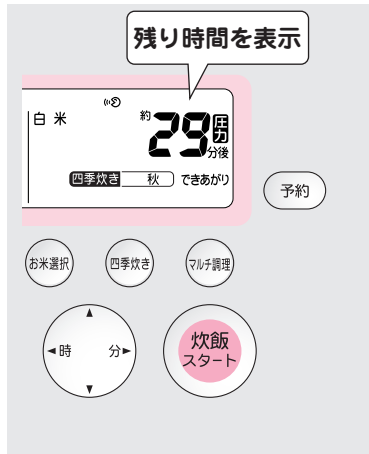 残り時間を表示
白米
約29分後
圧力
四季炊き 秋 できあがり
予約
お米選択
四季炊き
マルチ調理
時 分
炊飯
スタート